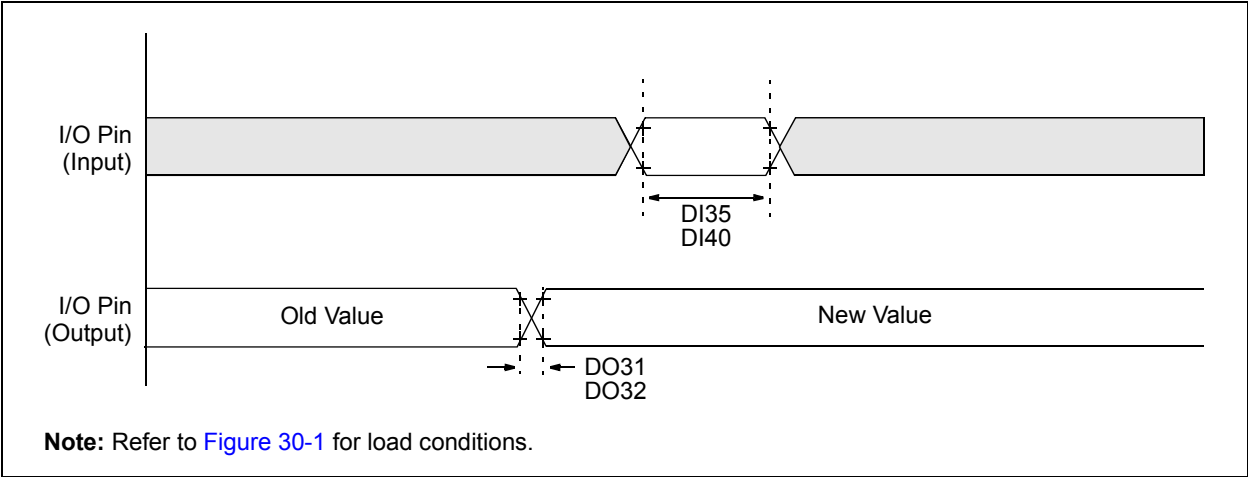 I/O Pin
(Input)
DI35
DI40
I/O Pin
(Output)
Old Value
New Value
DO31
DO32
Note: Refer to Figure 30-1 for load conditions.